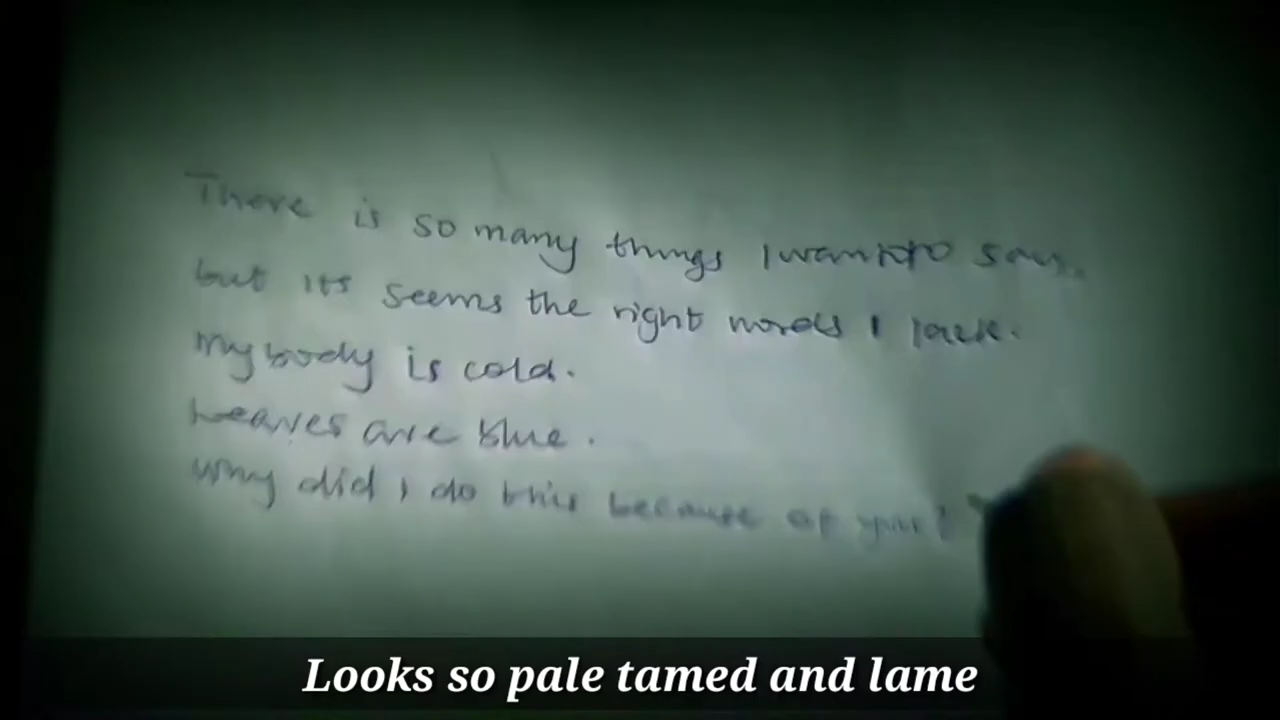 There is so many things I want to say.
but its seems the right words I lack.
My body is cold.
Leaves are blue.
Why did I do this because of you?
Looks so pale tamed and lame